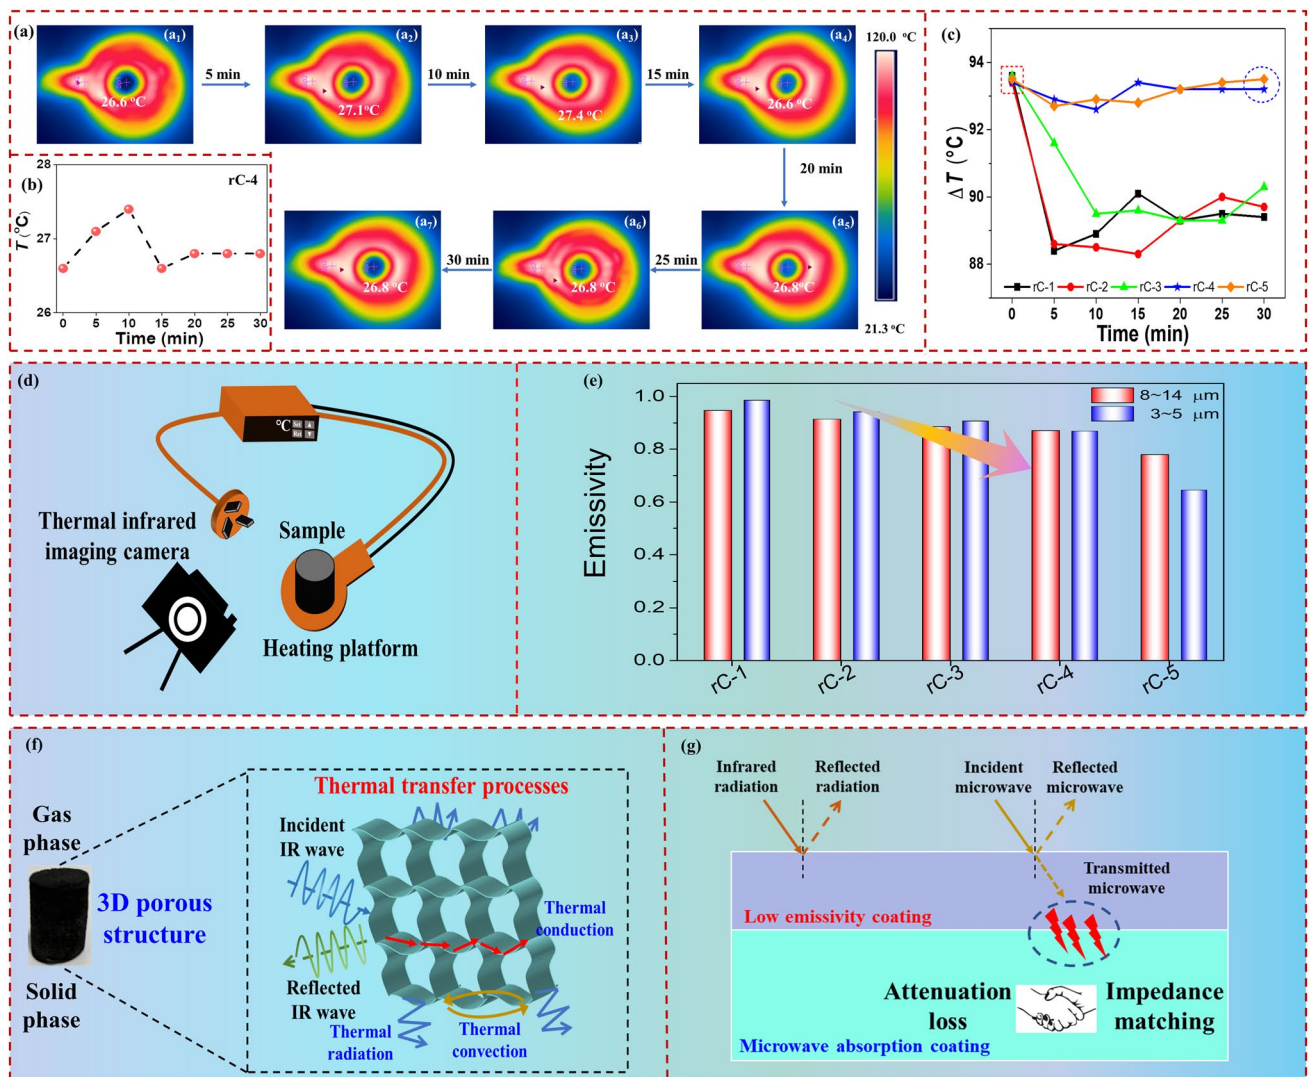 (a)
(a1)
26.6 °C
5 min
(a2)
27.1°C
10 min
(a3)
27.4 °C
15 min
(a4)
26.6 °C
120.0 °C
21.3 °C
20 min
(a5)
26.8°C
25 min
(a6)
26.8 °C
30 min
(a7)
26.8 °C
(b)
rC-4
T (°C)
28
27
26
0 5 10 15 20 25 30
Time (min)
(c)
Δ T (°C)
94
92
90
88
rC-1 rC-2 rC-3 rC-4 rC-5
0 5 10 15 20 25 30
Time (min)
(d)
°C
Set
Ret
Thermal infrared
imaging camera
Sample
Heating platform
(e)
Emissivity
1.0
0.8
0.6
0.4
0.2
0.0
8~14 μm
3~5 μm
rC-1 rC-2 rC-3 rC-4 rC-5
(f)
Gas
phase
3D porous
structure
Solid
phase
Thermal transfer processes
Incident
IR wave
Reflected
IR wave
Thermal
conduction
Thermal
radiation
Thermal
convection
(g)
Infrared
radiation
Reflected
radiation
Incident
microwave
Reflected
microwave
Transmitted
microwave
Low emissivity coating
Attenuation
loss
Impedance
matching
Microwave absorption coating